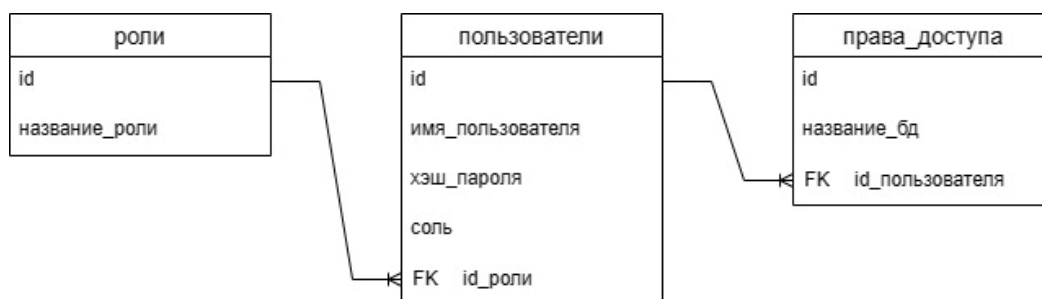 роли
id
название_роли
пользователи
id
имя_пользователя
хэш_пароля
соль
FK id_роли
права_доступа
id
название_бд
FK id_пользователя